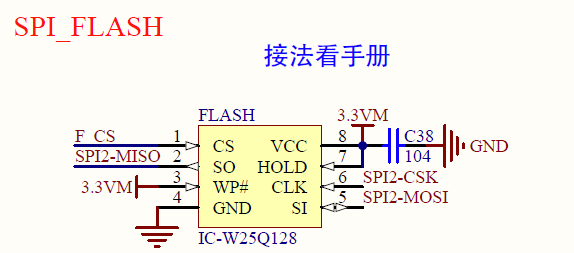 SPI_FLASH
接法看手册
FLASH
3.3VM
F_CS 1 CS VCC 8 C38
SPI2-MISO 2 SO HOLD 7 104 GND
3.3VM 3 WP# CLK 6 SPI2-CSK
4 GND SI 5 SPI2-MOSI
IC-W25Q128